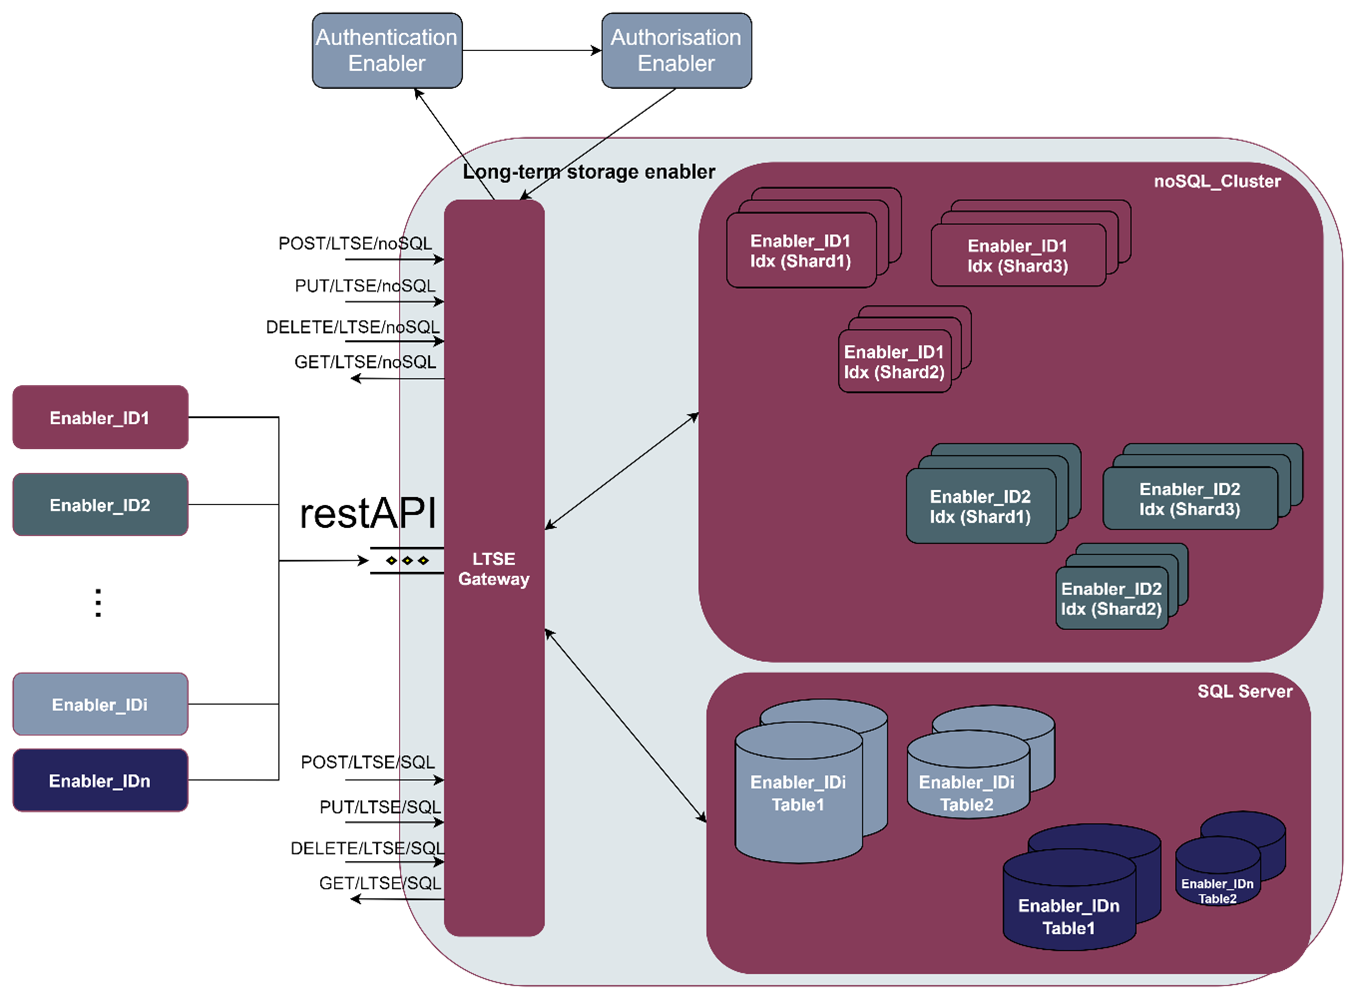 Authentication
Enabler
Authorisation
Enabler
Long-term storage enabler
noSQL_Cluster
Enabler_ID1
Idx (Shard1)
Enabler_ID1
Idx (Shard3)
Enabler_ID1
Idx (Shard2)
POST/LTSE/noSQL
PUT/LTSE/noSQL
DELETE/LTSE/noSQL
GET/LTSE/noSQL
Enabler_ID1
Enabler_ID2
⋮
Enabler_IDi
Enabler_IDn
restAPI
LTSE
Gateway
Enabler_ID2
Idx (Shard1)
Enabler_ID2
Idx (Shard3)
Enabler_ID2
Idx (Shard2)
SQL Server
POST/LTSE/SQL
PUT/LTSE/SQL
DELETE/LTSE/SQL
GET/LTSE/SQL
Enabler_IDi
Table1
Enabler_IDi
Table2
Enabler_IDn
Table1
Enabler_IDn
Table2